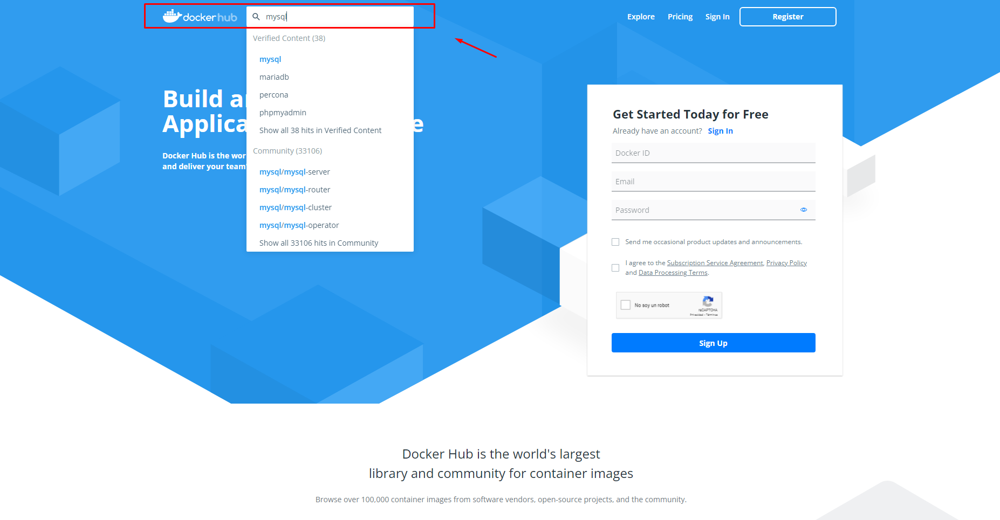 docker hub
mysql
Explore
Pricing
Sign In
Register
Verified Content (38)
mysql
mariadb
percona
phpmyadmin
Show all 38 hits in Verified Content
Community (33106)
mysql/mysql-server
mysql/mysql-router
mysql/mysql-cluster
mysql/mysql-operator
Show all 33106 hits in Community
Build
Applica
e
Docker Hub is the wor
and deliver your team
Get Started Today for Free
Already have an account? Sign In
Docker ID
Email
Password
Send me occasional product updates and announcements.
I agree to the Subscription Service Agreement, Privacy Policy
and Data Processing Terms.
No soy un robot
reCAPTCHA
Privacidad - Términos
Sign Up
Docker Hub is the world's largest
library and community for container images
Browse over 100,000 container images from software vendors, open-source projects, and the community.